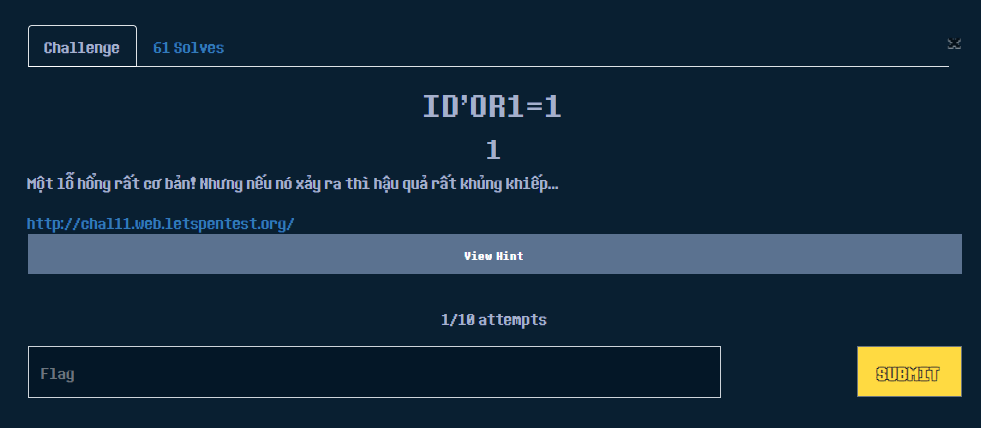 Challenge
61 Solves
×
ID'OR1=1
1
Một lỗ hổng rất cơ bản! Nhưng nếu nó xảy ra thì hậu quả rất khủng khiếp...
http://chal11.web.letspentest.org/
View Hint
1/10 attempts
Flag
SUBMIT